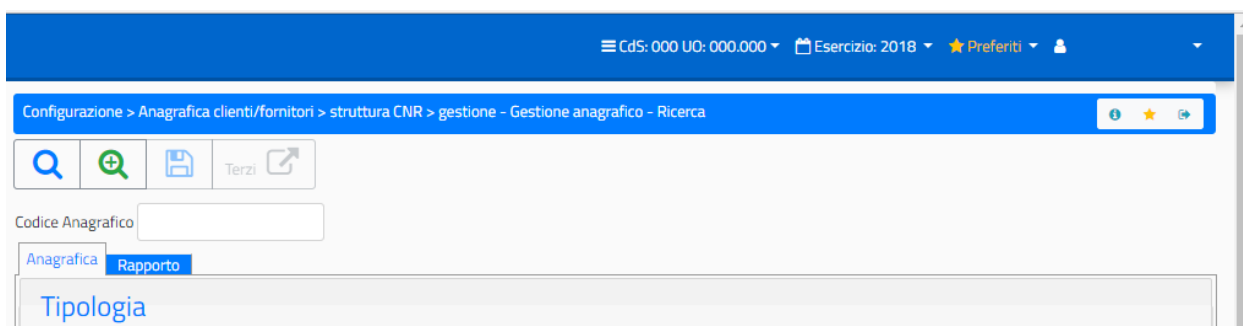 CdS: 000 UO: 000.000 Esercizio: 2018 Preferiti
Configurazione > Anagrafica clienti/fornitori > struttura CNR > gestione - Gestione anagrafico - Ricerca
Terzi
Codice Anagrafico
Anagrafica Rapporto
Tipologia